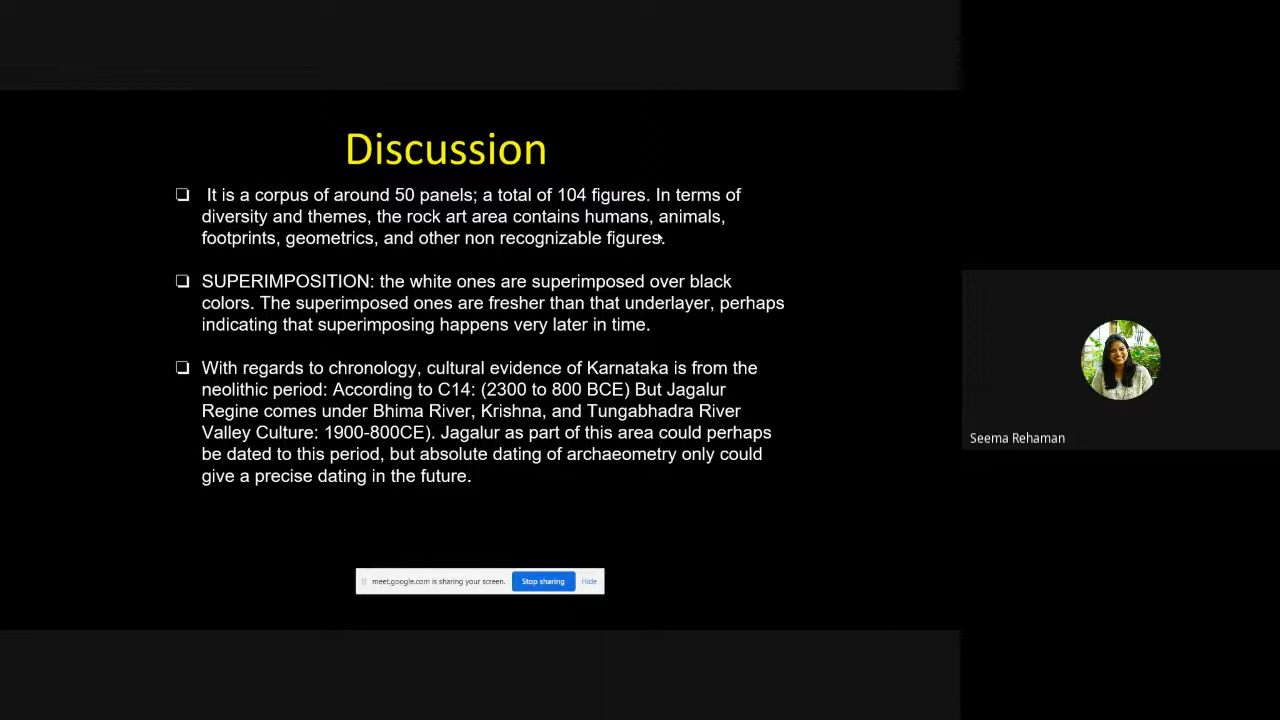 Discussion
❏ It is a corpus of around 50 panels; a total of 104 figures. In terms of
diversity and themes, the rock art area contains humans, animals,
footprints, geometrics, and other non recognizable figures.
❏ SUPERIMPOSITION: the white ones are superimposed over black
colors. The superimposed ones are fresher than that underlayer, perhaps
indicating that superimposing happens very later in time.
❏ With regards to chronology, cultural evidence of Karnataka is from the
neolithic period: According to C14: (2300 to 800 BCE) But Jagalur
Regine comes under Bhima River, Krishna, and Tungabhadra River
Valley Culture: 1900-800CE). Jagalur as part of this area could perhaps
be dated to this period, but absolute dating of archaeometry only could
give a precise dating in the future.
meet.google.com is sharing your screen. Stop sharing Hide
Seema Rehaman